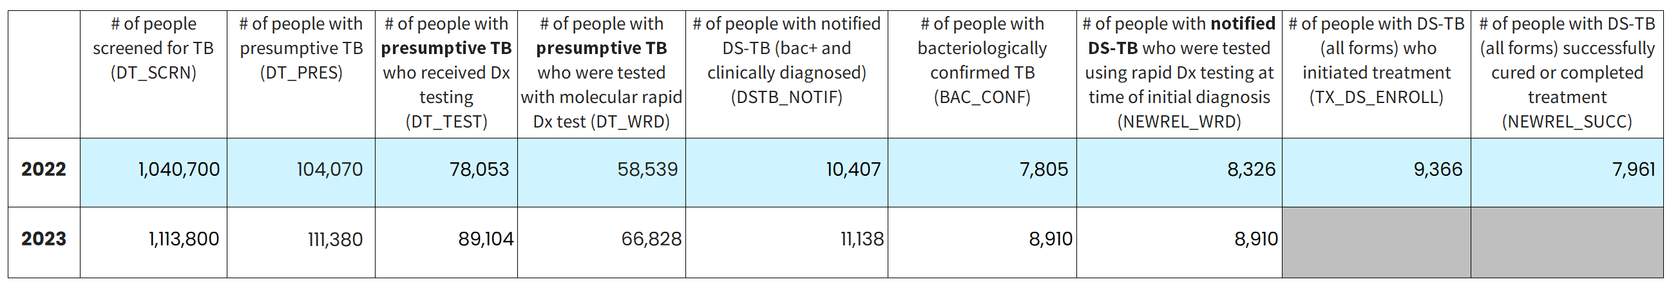 # of people screened for TB (DT_SCRN)
# of people with presumptive TB (DT_PRES)
# of people with presumptive TB who received Dx testing (DT_TEST)
# of people with presumptive TB who were tested with molecular rapid Dx test (DT_WRD)
# of people with notified DS-TB (bac+ and clinically diagnosed) (DSTB_NOTIF)
# of people with bacteriologically confirmed TB (BAC_CONF)
# of people with notified DS-TB who were tested using rapid Dx testing at time of initial diagnosis (NEWREL_WRD)
# of people with DS-TB (all forms) who initiated treatment (TX_DS_ENROLL)
# of people with DS-TB (all forms) successfully cured or completed treatment (NEWREL_SUCC)
2022 1,040,700 104,070 78,053 58,539 10,407 7,805 8,326 9,366 7,961
2023 1,113,800 111,380 89,104 66,828 11,138 8,910 8,910